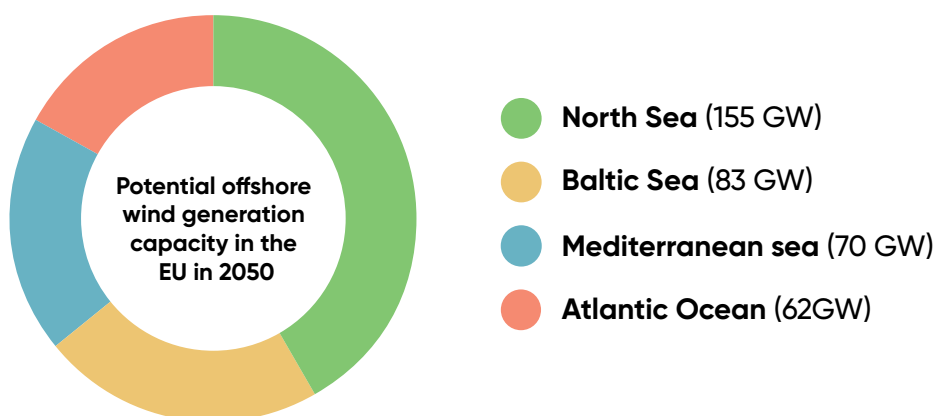 Potential offshore
wind generation
capacity in the
EU in 2050
North Sea (155 GW)
Baltic Sea (83 GW)
Mediterranean sea (70 GW)
Atlantic Ocean (62GW)